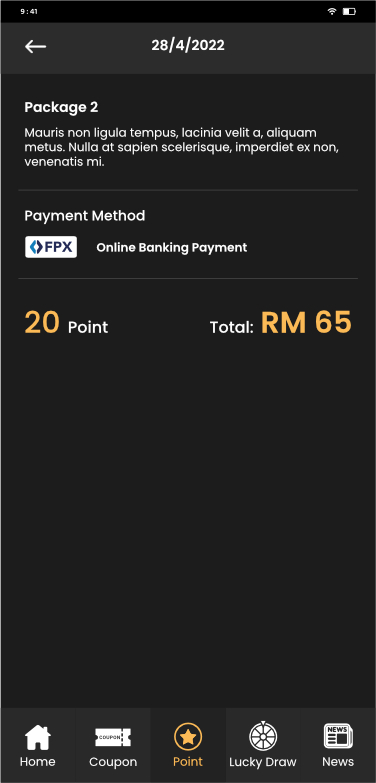 9:41
28/4/2022
Package 2
Mauris non ligula tempus, lacinia velit a, aliquam
metus. Nulla at sapien scelerisque, imperdiet ex non,
venenatis mi.
Payment Method
FPX Online Banking Payment
20 Point Total: RM 65
COUPON NEWS
Home Coupon Point Lucky Draw News